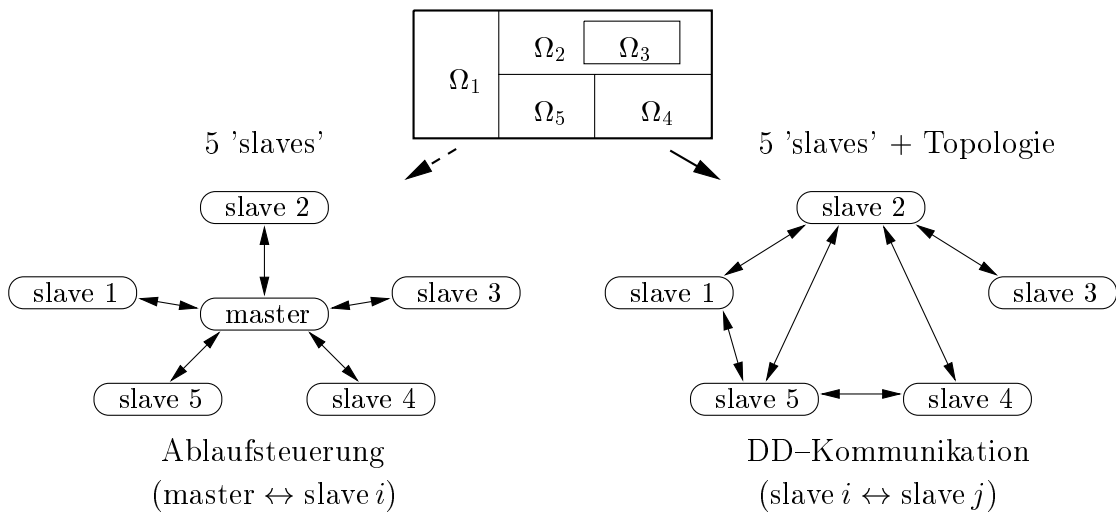 Ω₂ Ω₃
Ω₁
Ω₅ Ω₄
5 'slaves'
5 'slaves' + Topologie
slave 2
slave 1
slave 3
master
slave 5
slave 4
Ablaufsteuerung
(master ↔ slave i)
slave 2
slave 1
slave 3
slave 5
slave 4
DD–Kommunikation
(slave i ↔ slave j)